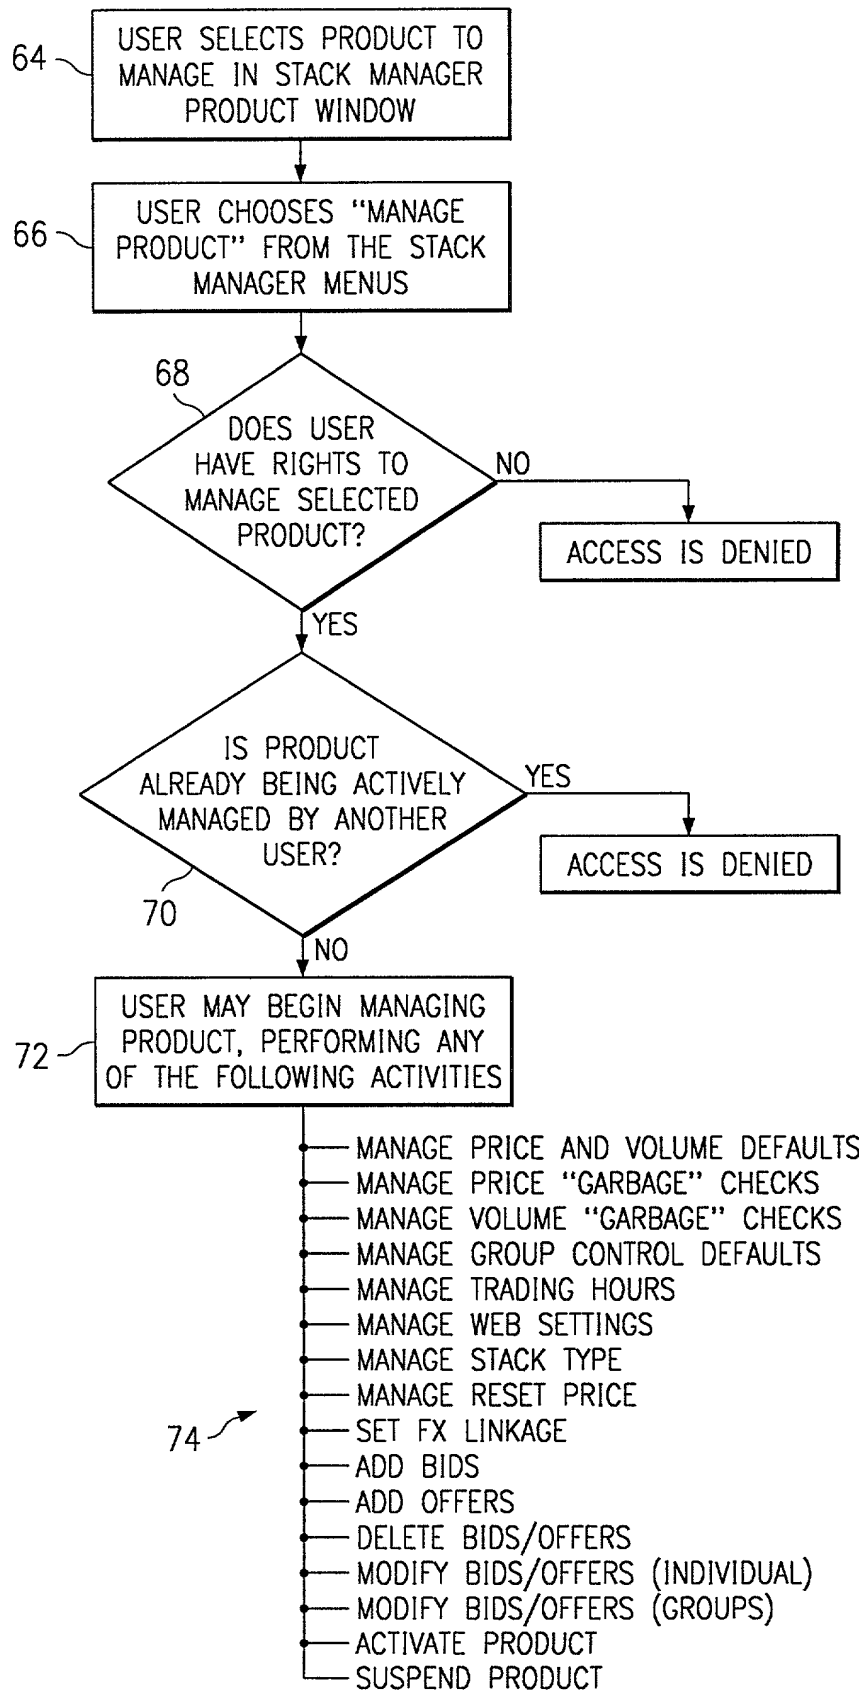 64
USER SELECTS PRODUCT TO
MANAGE IN STACK MANAGER
PRODUCT WINDOW
66
USER CHOOSES "MANAGE
PRODUCT" FROM THE STACK
MANAGER MENUS
68
DOES USER
HAVE RIGHTS TO
MANAGE SELECTED
PRODUCT?
NO
ACCESS IS DENIED
YES
IS PRODUCT
ALREADY BEING ACTIVELY
MANAGED BY ANOTHER
USER?
YES
ACCESS IS DENIED
70
NO
72
USER MAY BEGIN MANAGING
PRODUCT, PERFORMING ANY
OF THE FOLLOWING ACTIVITIES
MANAGE PRICE AND VOLUME DEFAULTS
MANAGE PRICE "GARBAGE" CHECKS
MANAGE VOLUME "GARBAGE" CHECKS
MANAGE GROUP CONTROL DEFAULTS
MANAGE TRADING HOURS
MANAGE WEB SETTINGS
MANAGE STACK TYPE
MANAGE RESET PRICE
74
SET FX LINKAGE
ADD BIDS
ADD OFFERS
DELETE BIDS/OFFERS
MODIFY BIDS/OFFERS (INDIVIDUAL)
MODIFY BIDS/OFFERS (GROUPS)
ACTIVATE PRODUCT
SUSPEND PRODUCT